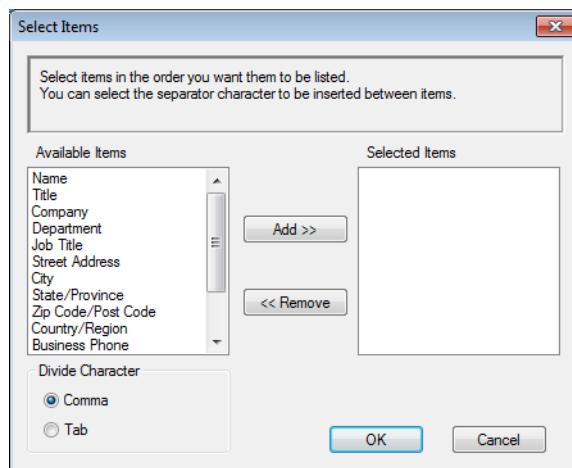 Select Items
Select items in the order you want them to be listed.
You can select the separator character to be inserted between items.
Available Items
Selected Items
Name
Title
Company
Department
Job Title
Street Address
City
State/Province
Zip Code/Post Code
Country/Region
Business Phone
Add >>
<< Remove
Divide Character
Comma
Tab
OK
Cancel